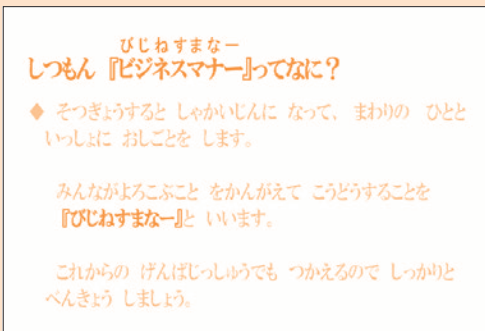 びじねすまなー
しつもん 『ビジネスマナー』ってなに？
◆ そつぎょうすると しゃかいじんに なって、 まわりの ひとと
いっしょに おしごとを します。
みんながよろこぶこと をかんがえて こうどうすることを
『びじねすまなー』と いいます。
これからの げんばじっしゅうでも つかえるので しっかりと
べんきょう しましょう。